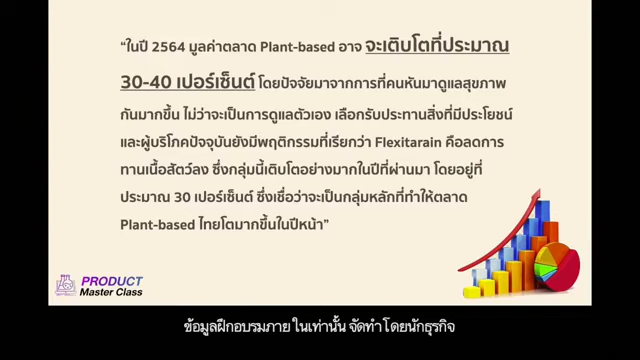 “ในปี 2564 มูลค่าตลาด Plant-based อาจ จะเติบโตที่ประมาณ
30-40 เปอร์เซ็นต์ โดยปัจจัยมาจากการที่คนหันมาดูแลสุขภาพ
กันมากขึ้น ไม่ว่าจะเป็นการดูแลตัวเอง เลือกรับประทานสิ่งที่มีประโยชน์
และผู้บริโภคปัจจุบันยังมีพฤติกรรมที่เรียกว่า Flexitarain คือลดการ
ทานเนื้อสัตว์ลง ซึ่งกลุ่มนี้เติบโตอย่างมากในปีที่ผ่านมา โดยอยู่ที่
ประมาณ 30 เปอร์เซ็นต์ ซึ่งเชื่อว่าจะเป็นกลุ่มหลักที่ทำให้ตลาด
Plant-based ไทยโตมากขึ้นในปีหน้า”
PRODUCT
Master Class
ข้อมูลฝึกอบรมภาย ในเท่านั้น จัดทำโดยนักธุรกิจ